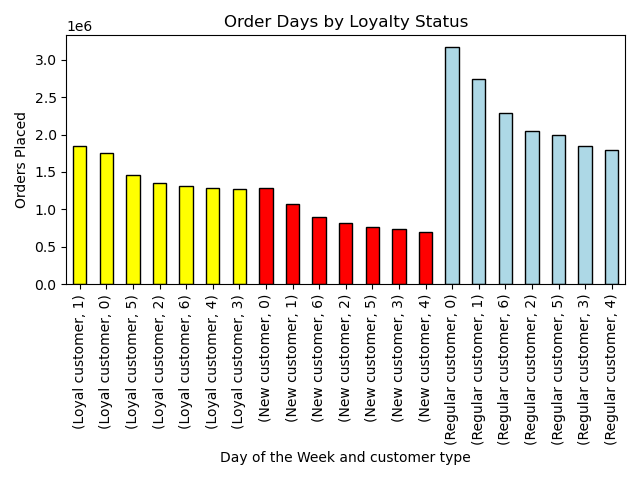 Order Days by Loyalty Status
1e6
3.0
2.5
2.0
1.5
1.0
0.5
0.0
Orders Placed
(Loyal customer, 1)
(Loyal customer, 0)
(Loyal customer, 5)
(Loyal customer, 2)
(Loyal customer, 6)
(Loyal customer, 4)
(Loyal customer, 3)
(New customer, 0)
(New customer, 1)
(New customer, 6)
(New customer, 2)
(New customer, 5)
(New customer, 3)
(New customer, 4)
(Regular customer, 0)
(Regular customer, 1)
(Regular customer, 6)
(Regular customer, 2)
(Regular customer, 5)
(Regular customer, 3)
(Regular customer, 4)
Day of the Week and customer type